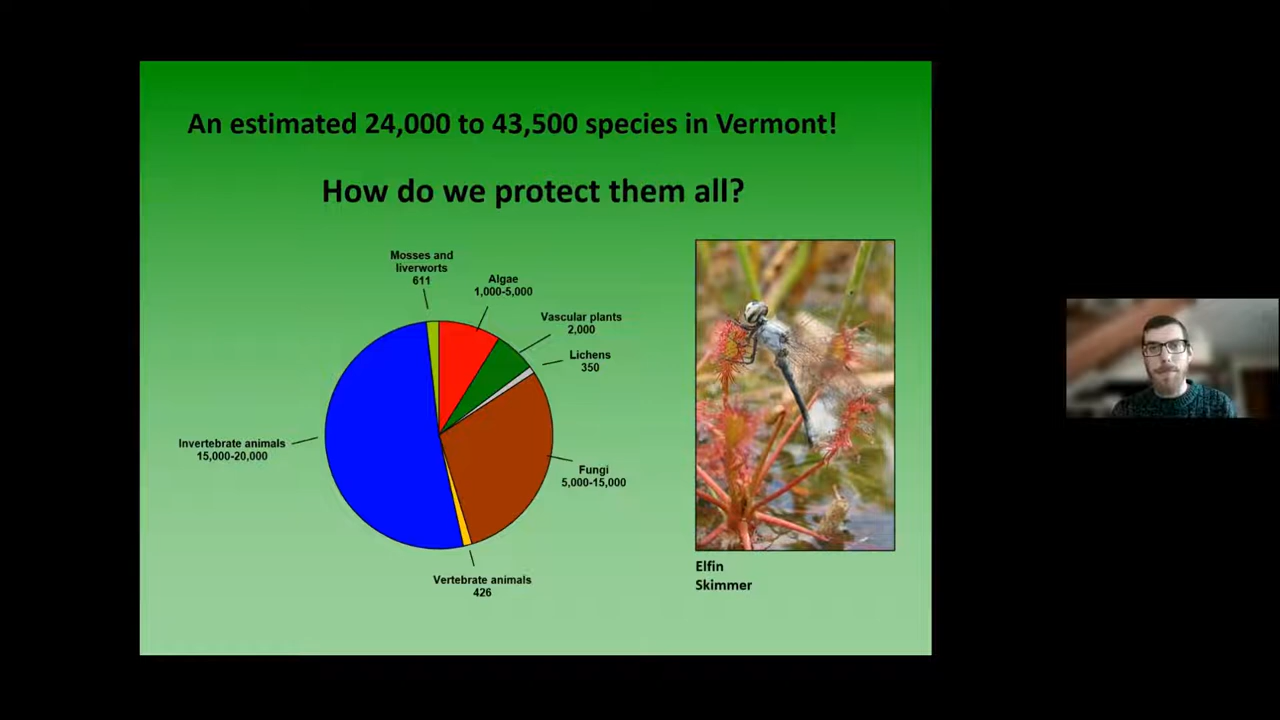 An estimated 24,000 to 43,500 species in Vermont!
How do we protect them all?
Mosses and
liverworts
611
Algae
1,000-5,000
Vascular plants
2,000
Lichens
350
Invertebrate animals
15,000-20,000
Fungi
5,000-15,000
Vertebrate animals
426
Elfin
Skimmer